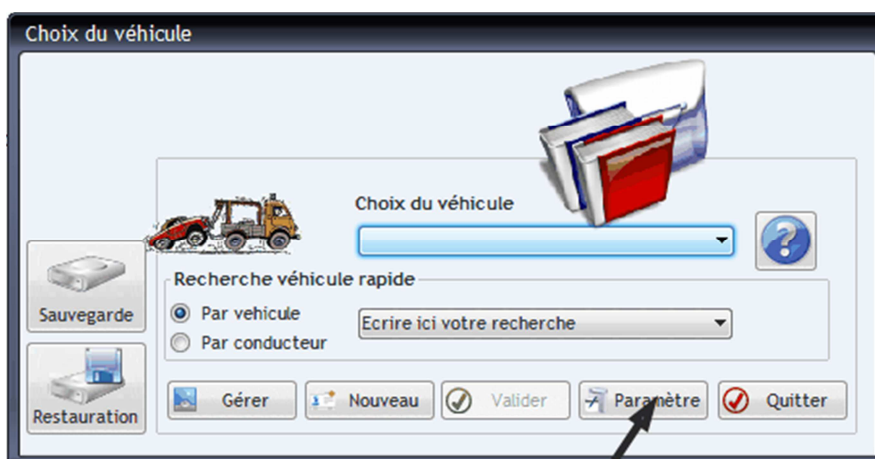 Choix du véhicule
Choix du véhicule
Recherche véhicule rapide
Par vehicule
Ecrire ici votre recherche
Par conducteur
Sauvegarde
Restauration
Gérer
Nouveau
Valider
Paramètre
Quitter